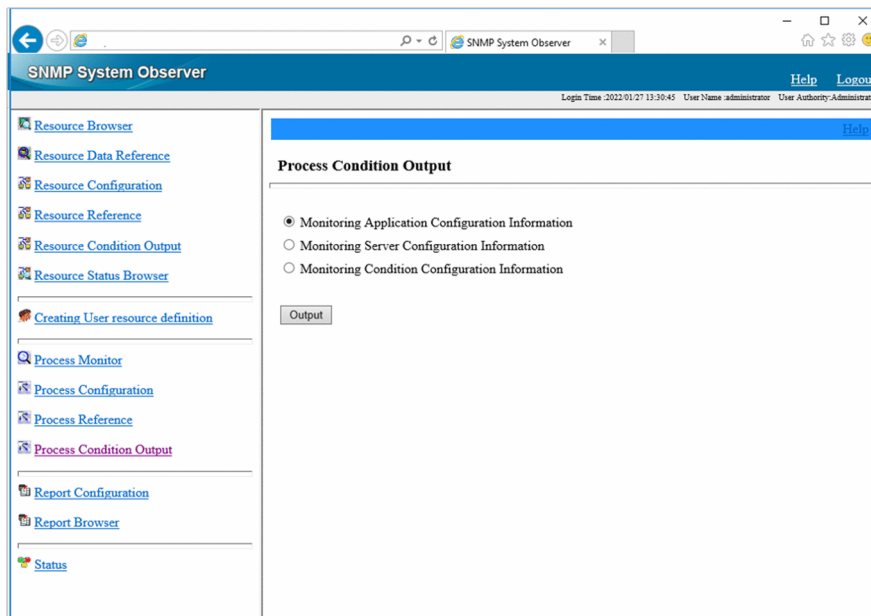 SNMP System Observer
SNMP System Observer
Help Logou
Login Time :2022/01/27 13:30:45 User Name :administrator User Authority:Administrat
Resource Browser
Resource Data Reference
Resource Configuration
Resource Reference
Resource Condition Output
Resource Status Browser
Creating User resource definition
Process Monitor
Process Configuration
Process Reference
Process Condition Output
Report Configuration
Report Browser
Status
Help
Process Condition Output
Monitoring Application Configuration Information
Monitoring Server Configuration Information
Monitoring Condition Configuration Information
Output